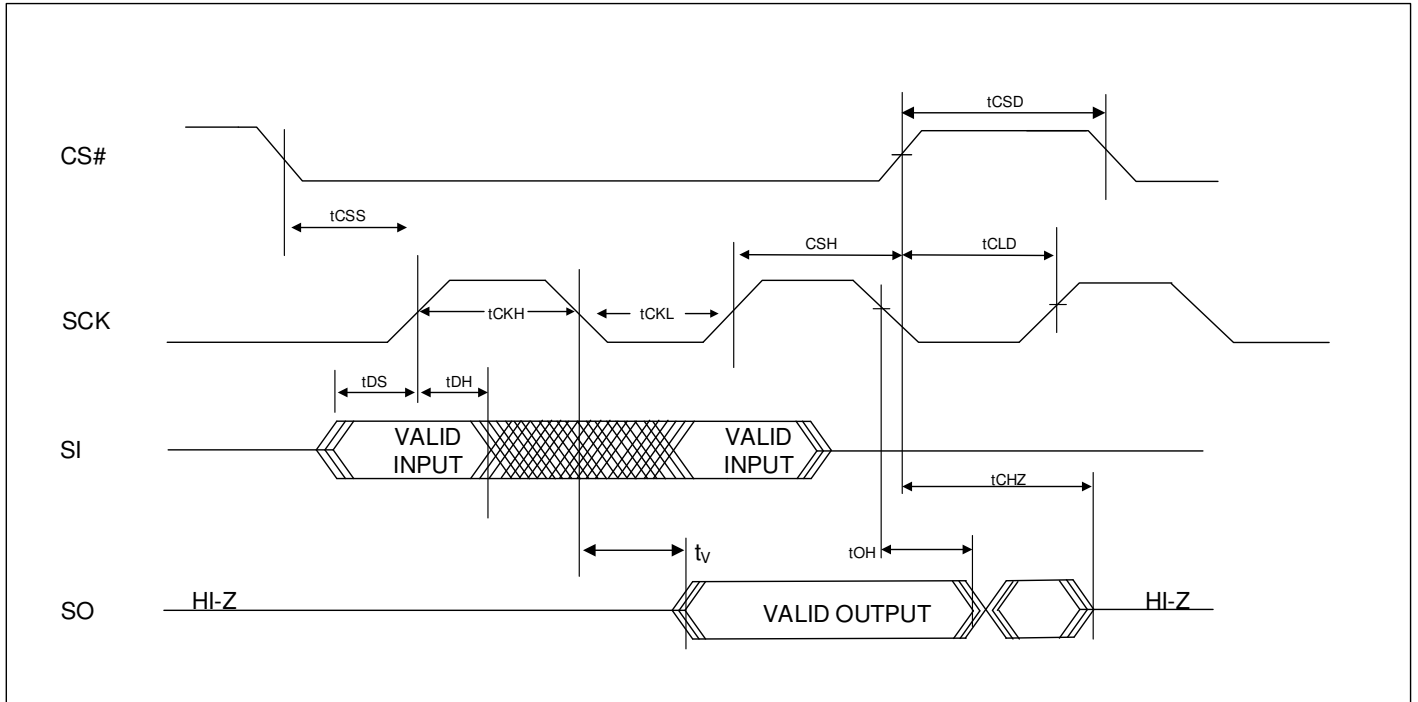 tCSD
CS#
tCSS
CSH
tCLD
SCK
tCKH
tCKL
tDS
tDH
SI
VALID
INPUT
VALID
INPUT
tCHZ
tV
tOH
SO
HI-Z
VALID OUTPUT
HI-Z